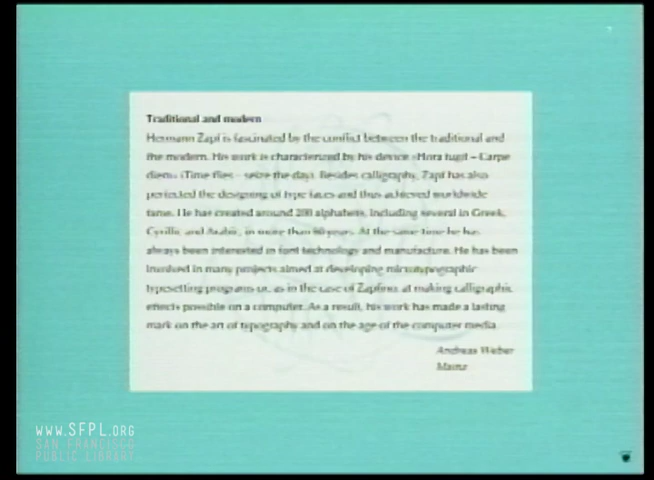 Traditional and modern
Hermann Zapf is fascinated by the conflict between the traditional and
the modern. His work is characterized by his device »Hora fugit – Carpe
diem« (Time flies – seize the day). Besides calligraphy, Zapf has also
perfected the designing of type faces and thus achieved worldwide
fame. He has created around 200 alphabets, including several in Greek,
Cyrillic and Arabic, in more than 60 years. At the same time he has
always been interested in font technology and manufacture. He has been
involved in many projects aimed at developing microtypographic
typesetting programs or, as in the case of Zapfino, at making calligraphic
effects possible on a computer. As a result, his work has made a lasting
mark on the art of typography and on the age of the computer media.
Andreas Weber
Mainz
WWW.SFPL.ORG
SAN FRANCISCO
PUBLIC LIBRARY